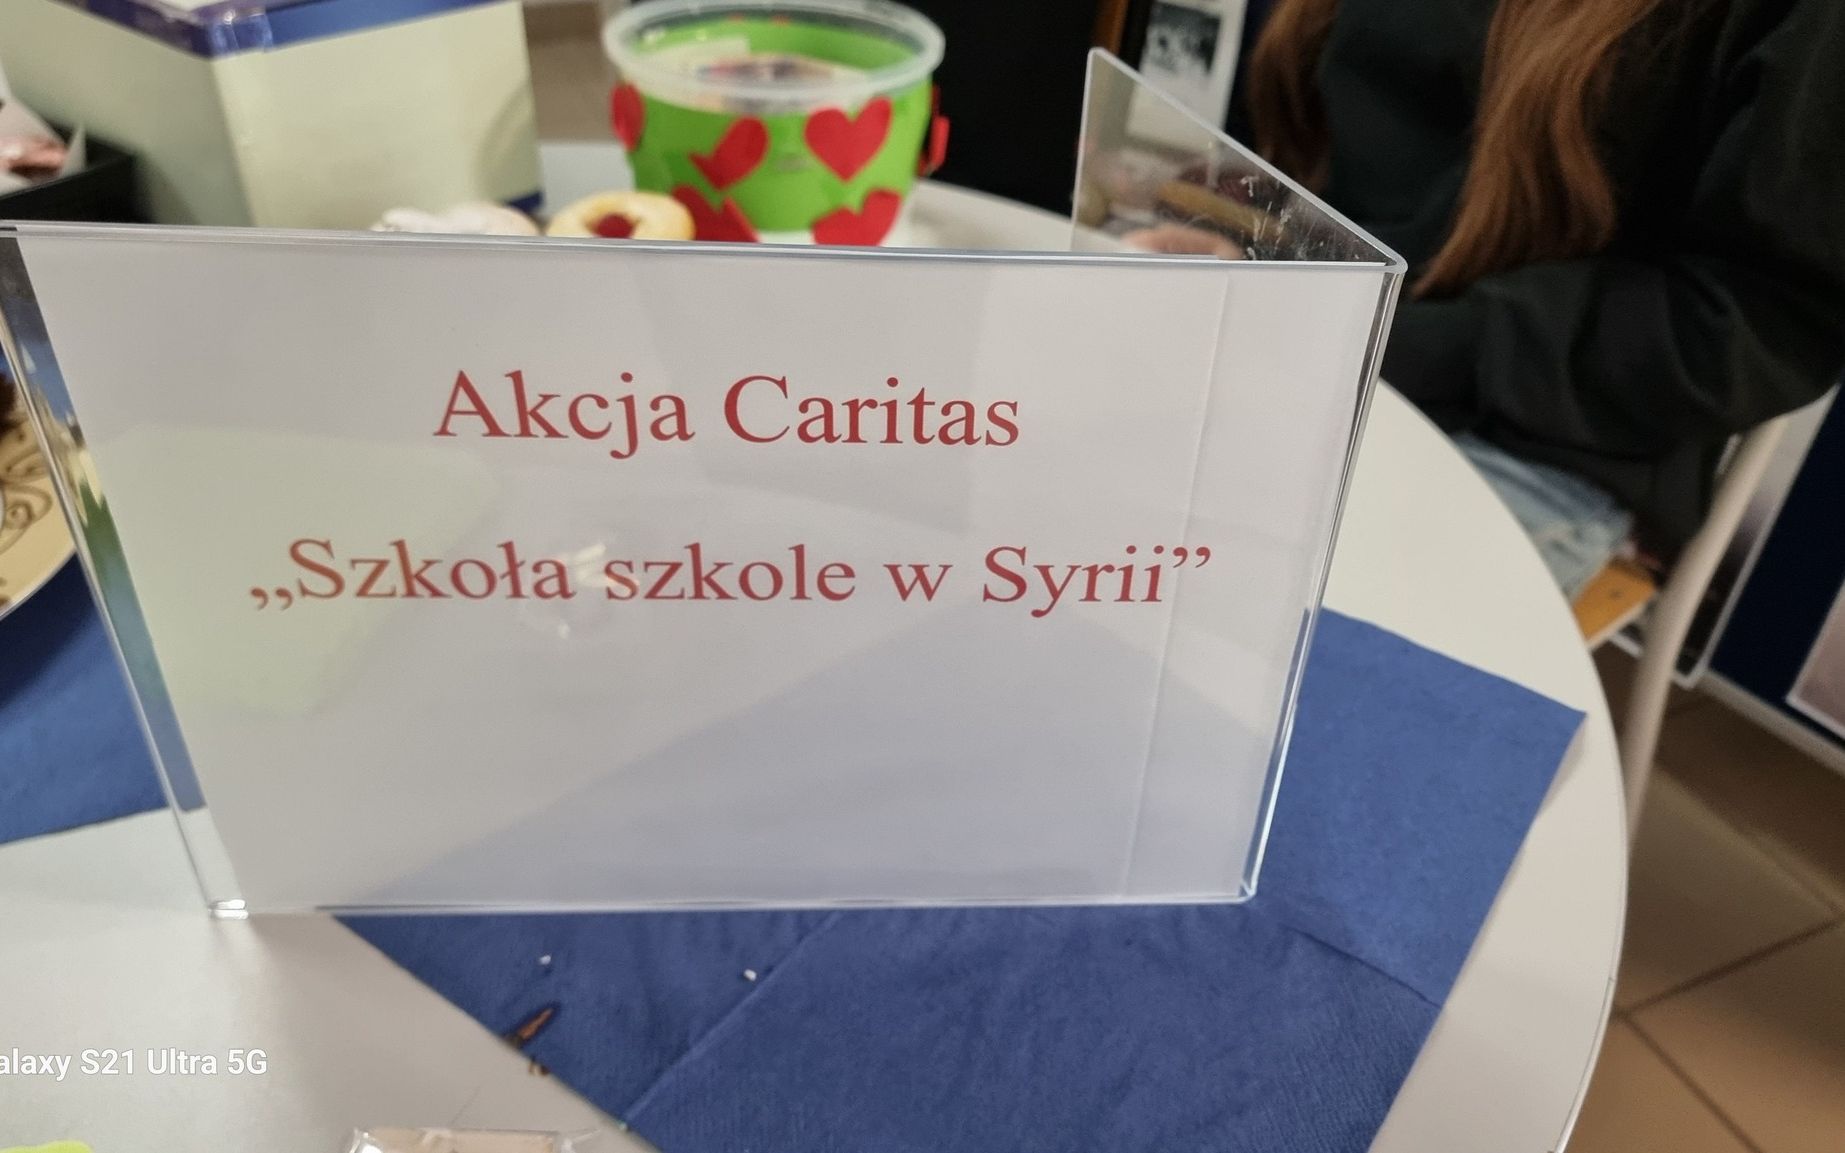 Akcja Caritas
„Szkoła szkole w Syrii”
alaxy S21 Ultra 5G